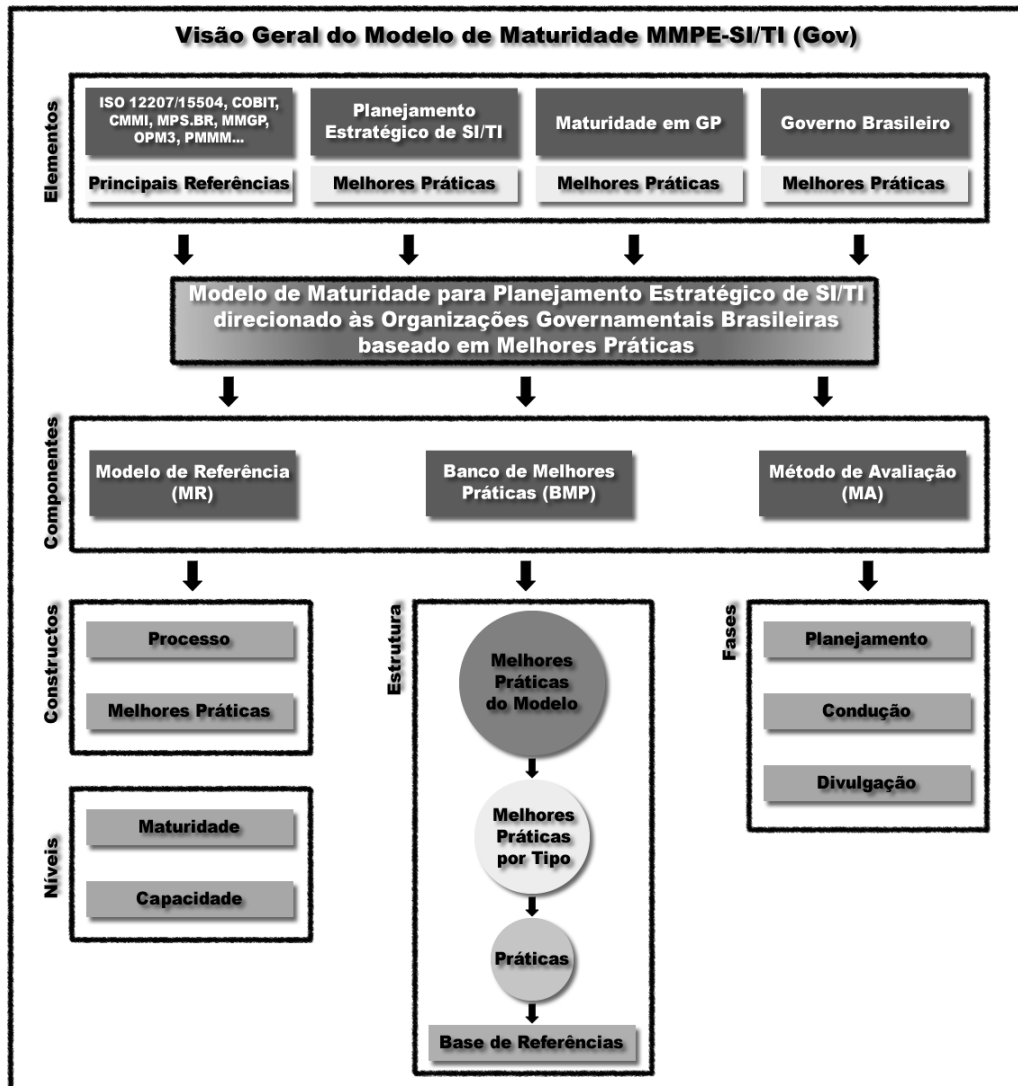 Visão Geral do Modelo de Maturidade MMPE-SI/TI (Gov)
Elementos
ISO 12207/15504, COBIT,
CMMI, MPS.BR, MMGP,
OPM3, PMMM...
Principais Referências
Planejamento
Estratégico de SI/TI
Melhores Práticas
Maturidade em GP
Melhores Práticas
Governo Brasileiro
Melhores Práticas
Modelo de Maturidade para Planejamento Estratégico de SI/TI
direcionado às Organizações Governamentais Brasileiras
baseado em Melhores Práticas
Componentes
Modelo de Referência
(MR)
Banco de Melhores
Práticas (BMP)
Método de Avaliação
(MA)
Constructos
Processo
Melhores Práticas
Níveis
Maturidade
Capacidade
Estrutura
Melhores
Práticas
do Modelo
Melhores
Práticas
por Tipo
Práticas
Base de Referências
Fases
Planejamento
Condução
Divulgação